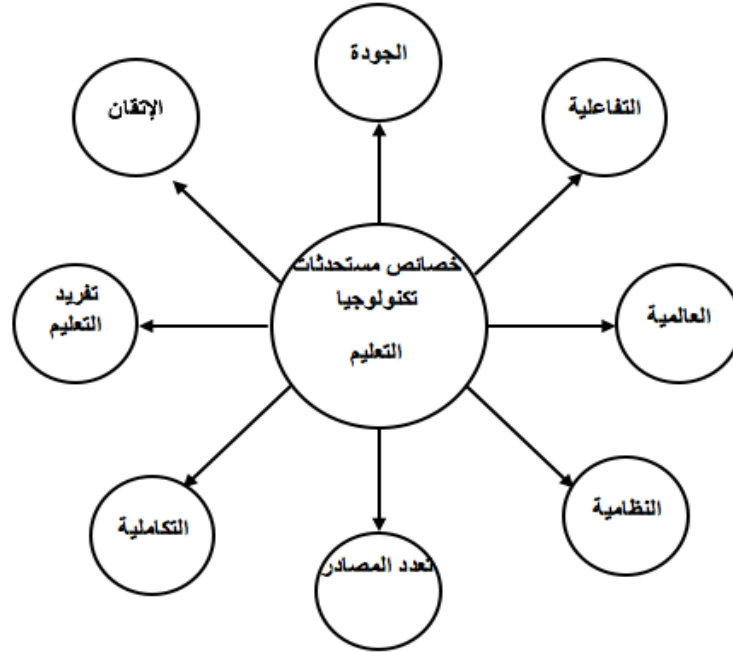 الجودة
التفاعلية
الإتقان
خصائص مستحدثات
تكنولوجيا
التعليم
تفريد
التعليم
العالمية
التكاملية
النظامية
تعدد المصادر